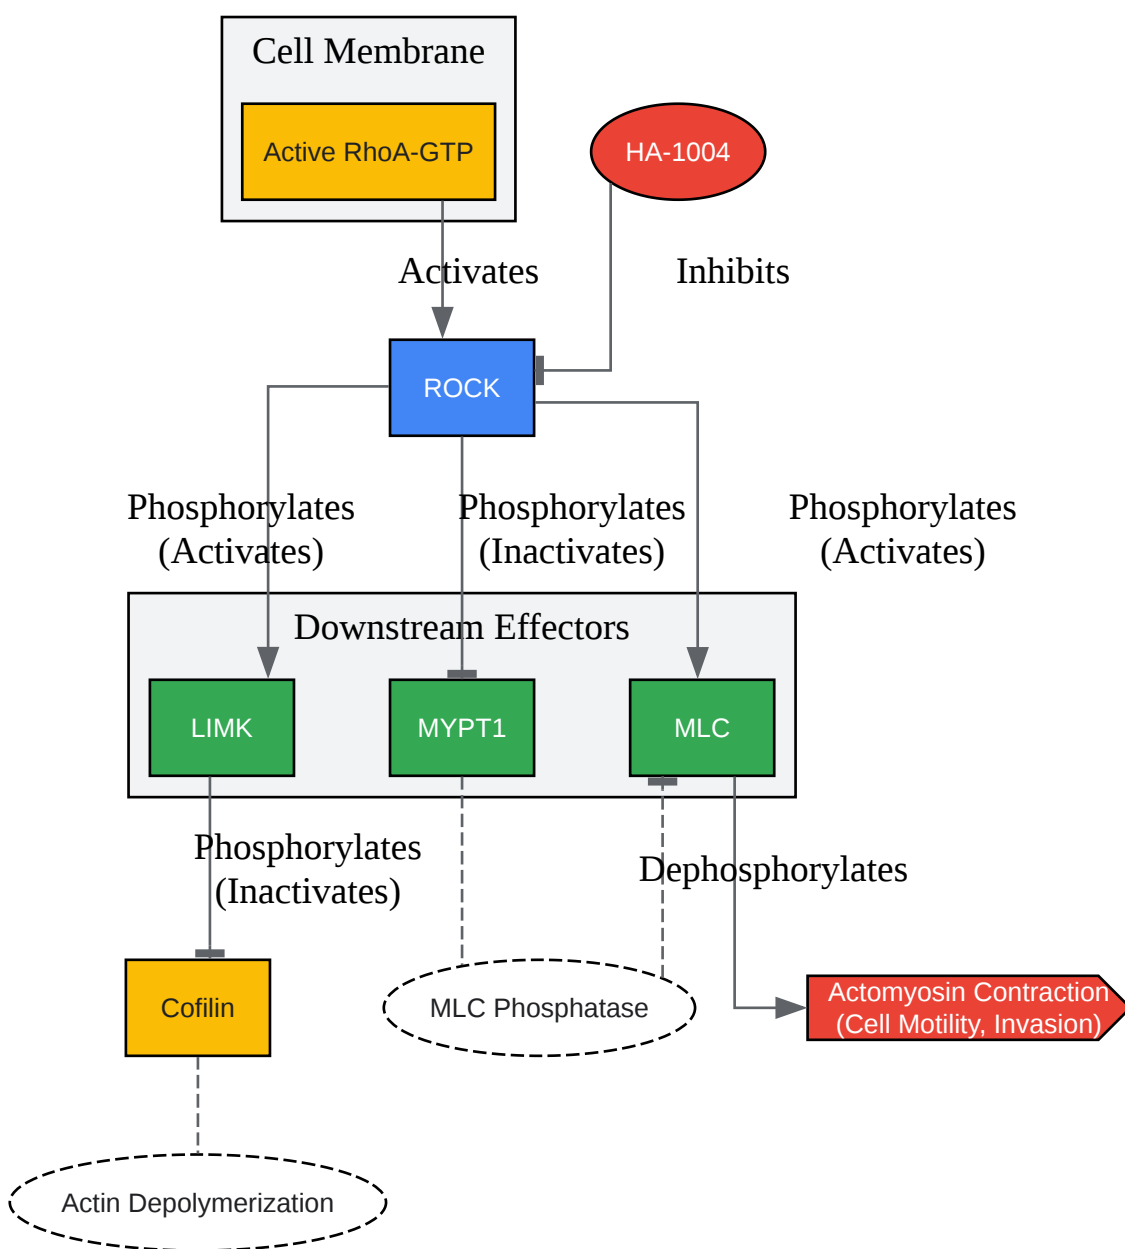 Cell Membrane
Active RhoA-GTP
HA-1004
Activates
Inhibits
ROCK
Phosphorylates
(Activates)
Phosphorylates
(Inactivates)
Phosphorylates
(Activates)
Downstream Effectors
LIMK
MYPT1
MLC
Phosphorylates
(Inactivates)
Dephosphorylates
Cofilin
MLC Phosphatase
Actomyosin Contraction
(Cell Motility, Invasion)
Actin Depolymerization